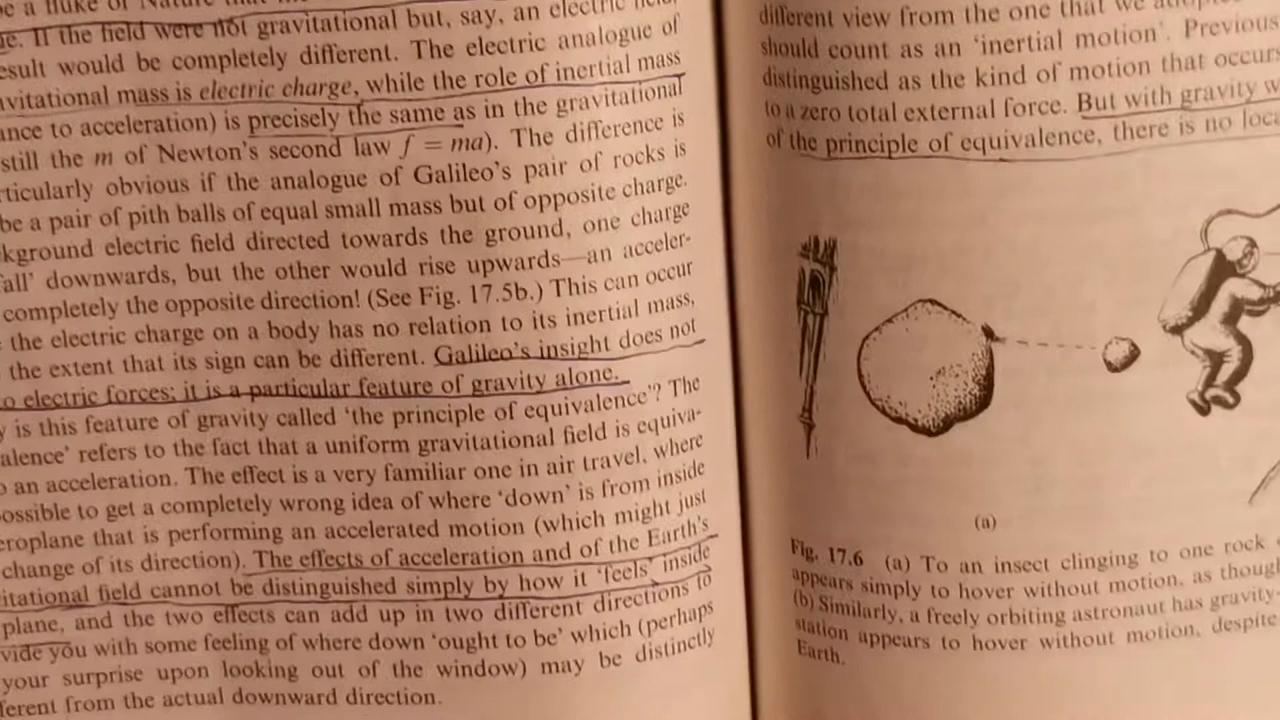 be a fluke of Nature that
If the field were not gravitational but, say, an electric field,
esult would be completely different. The electric analogue of
avitational mass is electric charge, while the role of inertial mass
ance to acceleration) is precisely the same as in the gravitational
still the m of Newton's second law f = ma). The difference is
rticularly obvious if the analogue of Galileo's pair of rocks is
be a pair of pith balls of equal small mass but of opposite charge.
kground electric field directed towards the ground, one charge
fall' downwards, but the other would rise upwards—an acceler-
completely the opposite direction! (See Fig. 17.5b.) This can occur
the electric charge on a body has no relation to its inertial mass,
the extent that its sign can be different. Galileo's insight does not
o electric forces; it is a particular feature of gravity alone.
y is this feature of gravity called 'the principle of equivalence'? The
alence' refers to the fact that a uniform gravitational field is equiva-
o an acceleration. The effect is a very familiar one in air travel, where
ossible to get a completely wrong idea of where 'down' is from inside
eroplane that is performing an accelerated motion (which might just
change of its direction). The effects of acceleration and of the Earth's
itational field cannot be distinguished simply by how it 'feels' inside
plane, and the two effects can add up in two different directions to
vide you with some feeling of where down 'ought to be' which (perhaps
your surprise upon looking out of the window) may be distinctly
ferent from the actual downward direction.
different view from the one that we
should count as an 'inertial motion'. Previous
distinguished as the kind of motion that occurs
to a zero total external force. But with gravity w
of the principle of equivalence, there is no loca
(a)
Fig. 17.6 (a) To an insect clinging to one rock
appears simply to hover without motion, as though
(b) Similarly, a freely orbiting astronaut has gravity-
station appears to hover without motion, despite
Earth.